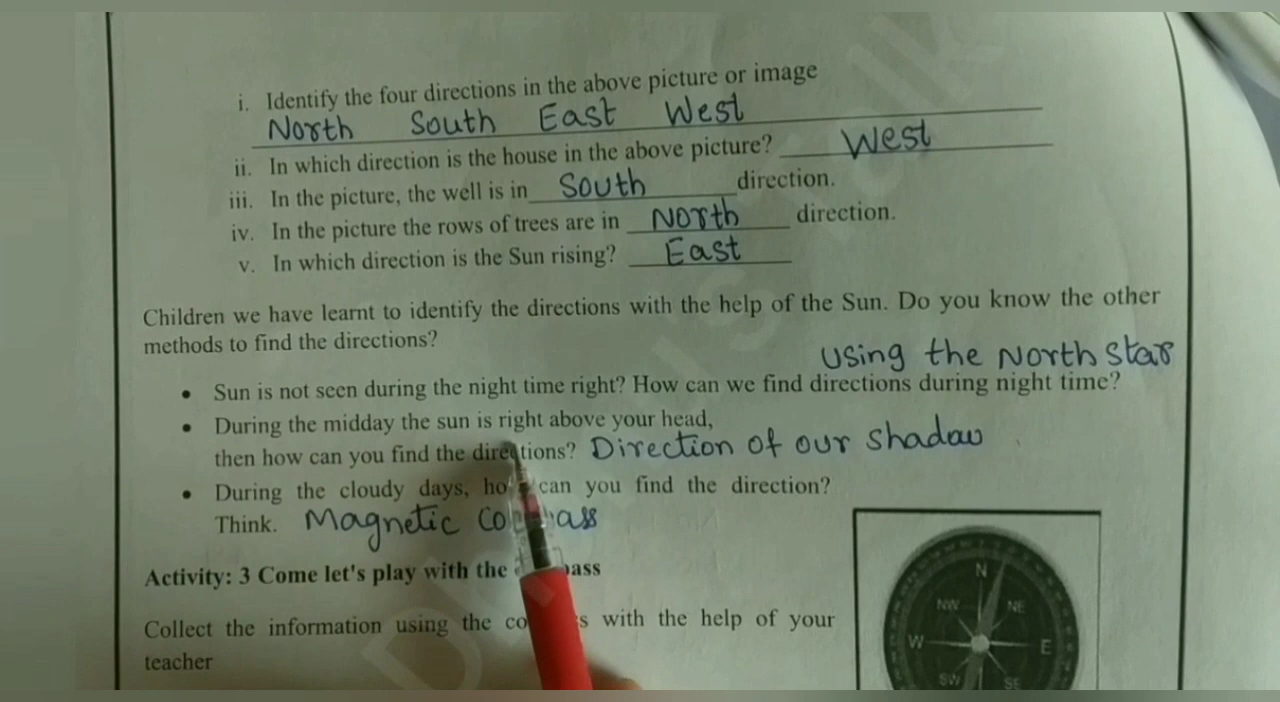 i. Identify the four directions in the above picture or image
North South East West
ii. In which direction is the house in the above picture? West
iii. In the picture, the well is in South direction.
iv. In the picture the rows of trees are in North direction.
v. In which direction is the Sun rising? East
Children we have learnt to identify the directions with the help of the Sun. Do you know the other
methods to find the directions?
Using the North Star
• Sun is not seen during the night time right? How can we find directions during night time?
• During the midday the sun is right above your head,
then how can you find the directions? Direction of our shadow
• During the cloudy days, how can you find the direction?
Think. Magnetic
Activity: 3 Come let's play with the
Collect the information using the with the help of your
teacher
N
NW NE
W E
SW SE